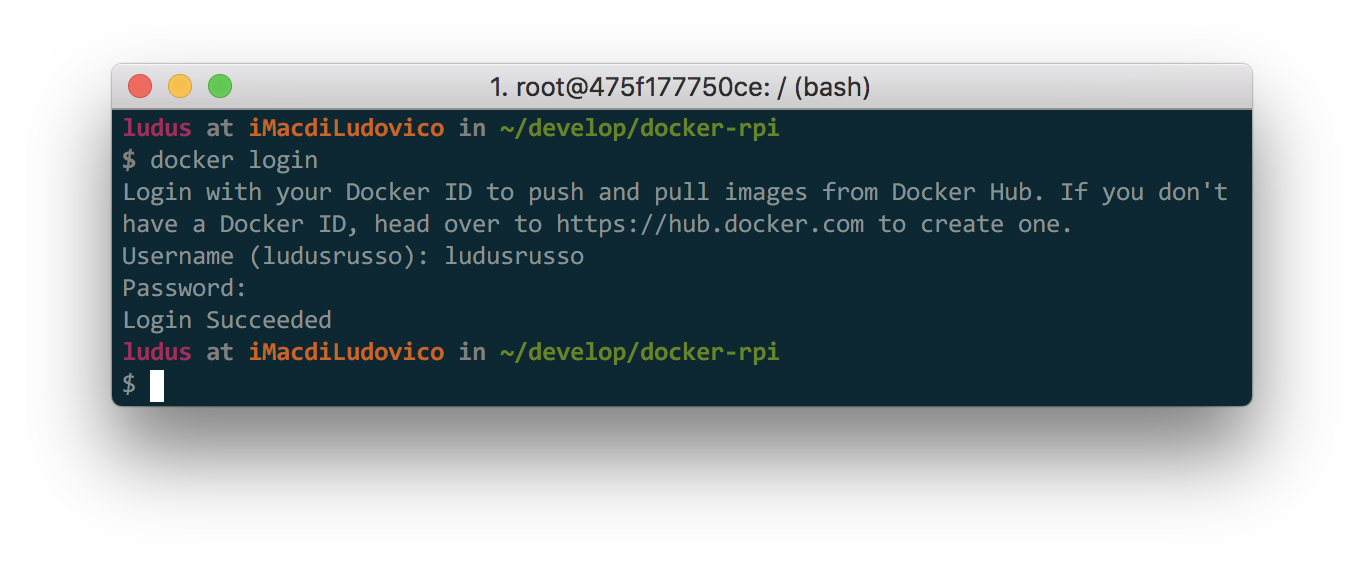 1. root@475f177750ce: / (bash)
ludus at iMacdiLudovico in ~/develop/docker-rpi
$ docker login
Login with your Docker ID to push and pull images from Docker Hub. If you don't
have a Docker ID, head over to https://hub.docker.com to create one.
Username (ludusrusso): ludusrusso
Password:
Login Succeeded
ludus at iMacdiLudovico in ~/develop/docker-rpi
$